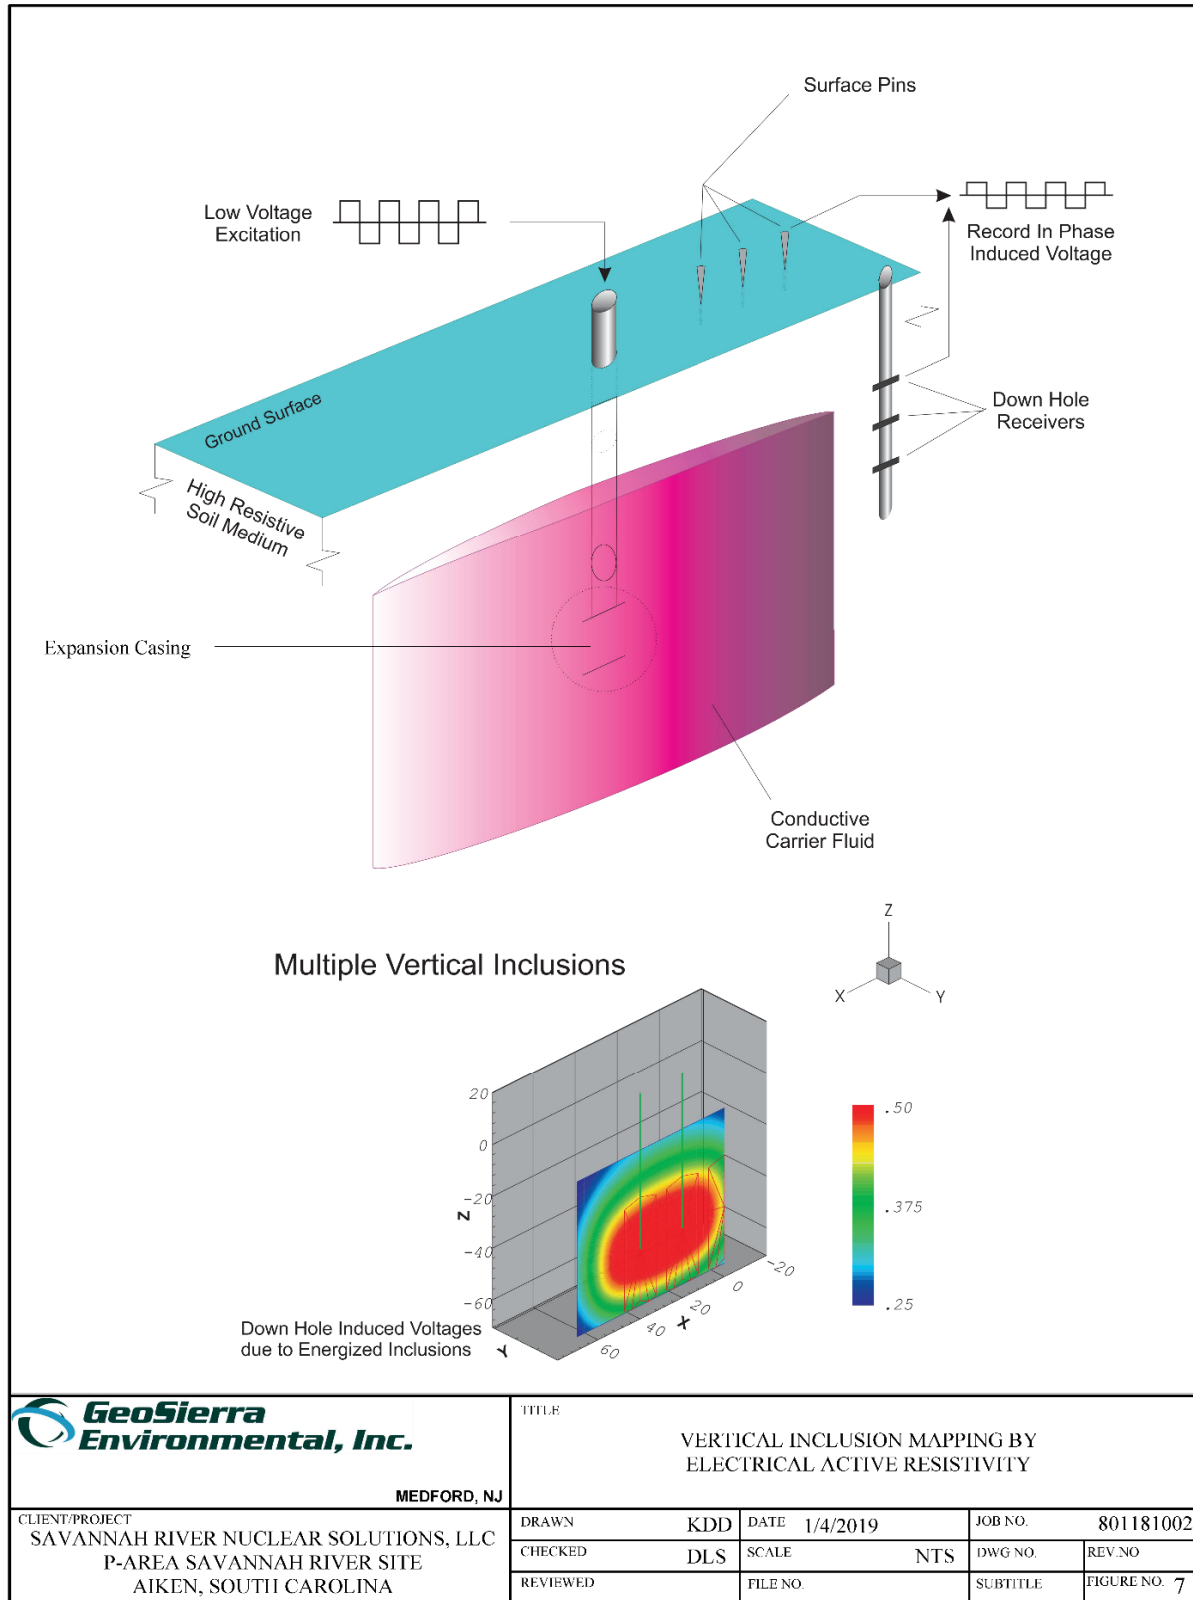 Surface Pins
Low Voltage
Excitation
Record In Phase
Induced Voltage
Ground Surface
Down Hole
Receivers
High Resistive
Soil Medium
Expansion Casing
Conductive
Carrier Fluid
Z
X
Y
Multiple Vertical Inclusions
20
0
-20
-40
-60
Z
.50
.375
.25
-20
0
20
40
60
X
Y
Down Hole Induced Voltages
due to Energized Inclusions
GeoSierra
Environmental, Inc.
MEDFORD, NJ
TITLE
VERTICAL INCLUSION MAPPING BY
ELECTRICAL ACTIVE RESISTIVITY
CLIENT/PROJECT
SAVANNAH RIVER NUCLEAR SOLUTIONS, LLC
P-AREA SAVANNAH RIVER SITE
AIKEN, SOUTH CAROLINA
DRAWN KDD DATE 1/4/2019 JOB NO. 801181002
CHECKED DLS SCALE NTS DWG NO. REV.NO
REVIEWED FILE NO. SUBTITLE FIGURE NO. 7